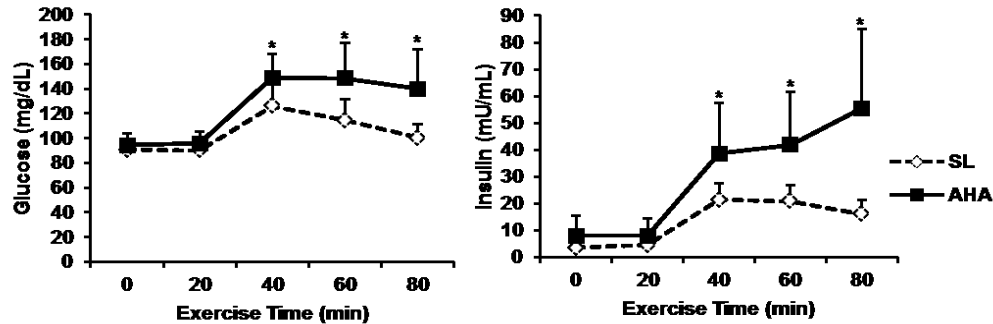 Glucose (mg/dL)
200
180
160
140
120
100
80
60
40
20
0
* * *
0 20 40 60 80
Exercise Time (min)
Insulin (mU/mL)
90
80
70
60
50
40
30
20
10
0
* * *
0 20 40 60 80
Exercise Time (min)
SL
AHA